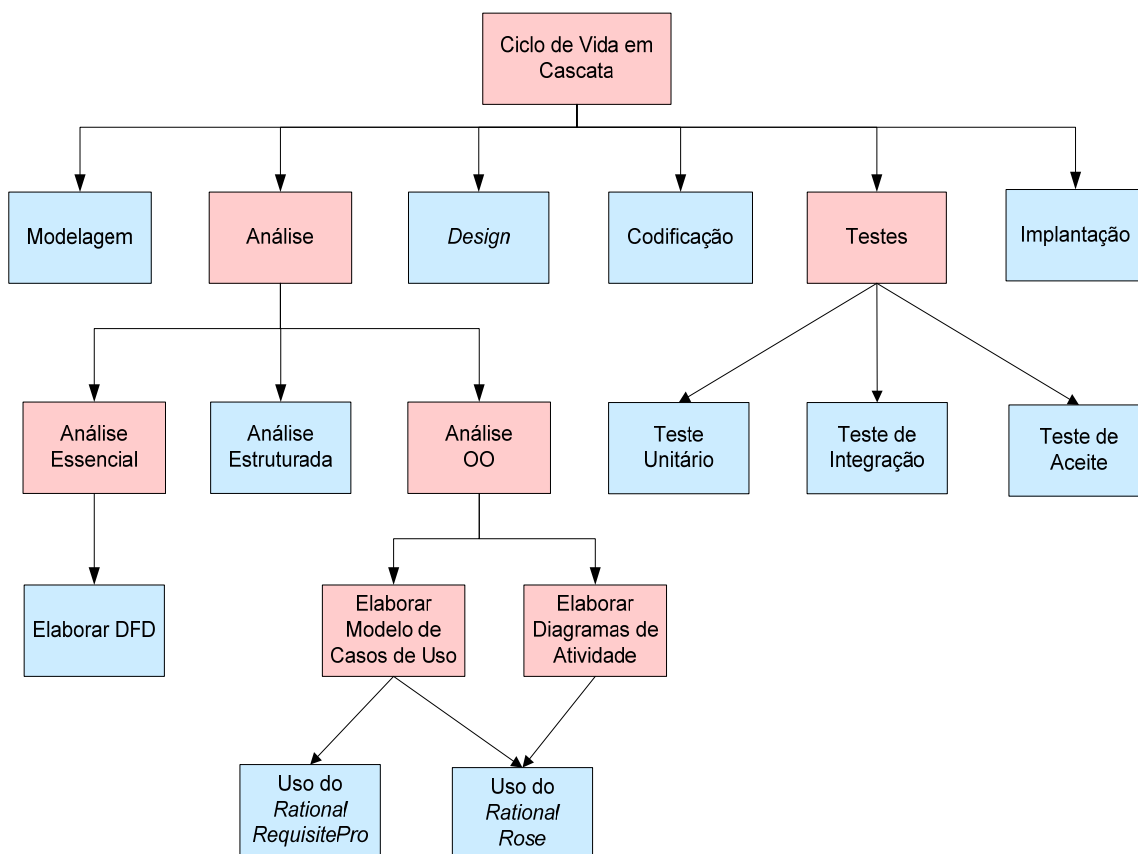 Ciclo de Vida em
Cascata
Modelagem
Análise
Design
Codificação
Testes
Implantação
Análise
Essencial
Análise
Estruturada
Análise
OO
Teste
Unitário
Teste de
Integração
Teste de
Aceite
Elaborar DFD
Elaborar
Modelo de
Casos de Uso
Elaborar
Diagramas de
Atividade
Uso do
Rational
RequisitePro
Uso do
Rational
Rose